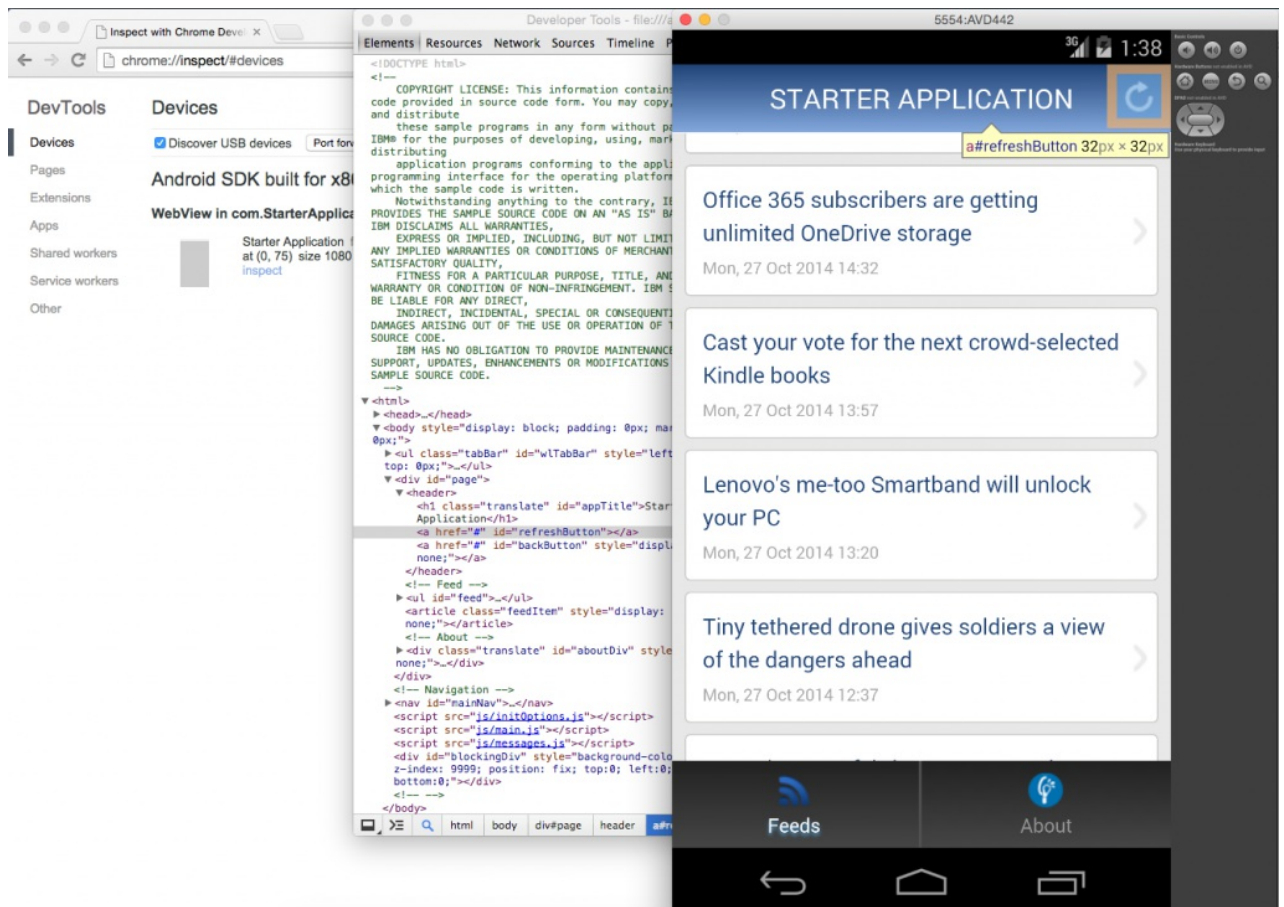 Inspect with Chrome Deve
chrome://inspect/#devices
DevTools
Devices
Pages
Extensions
Apps
Shared workers
Service workers
Other
Devices
Discover USB devices
Port forw
Android SDK built for x86
WebView in com.StarterApplica
Starter Application f
at (0, 75) size 1080
inspect
Developer Tools - file:///a
Elements Resources Network Sources Timeline P
<!DOCTYPE html>
<!--
COPYRIGHT LICENSE: This information contains
code provided in source code form. You may copy,
and distribute
these sample programs in any form without pa
IBM® for the purposes of developing, using, mark
distributing
application programs conforming to the appli
programming interface for the operating platform
which the sample code is written.
Notwithstanding anything to the contrary, IB
PROVIDES THE SAMPLE SOURCE CODE ON AN "AS IS" BA
IBM DISCLAIMS ALL WARRANTIES,
EXPRESS OR IMPLIED, INCLUDING, BUT NOT LIMIT
ANY IMPLIED WARRANTIES OR CONDITIONS OF MERCHANT
SATISFACTORY QUALITY,
FITNESS FOR A PARTICULAR PURPOSE, TITLE, AND
WARRANTY OR CONDITION OF NON-INFRINGEMENT. IBM S
BE LIABLE FOR ANY DIRECT,
INDIRECT, INCIDENTAL, SPECIAL OR CONSEQUENTI
DAMAGES ARISING OUT OF THE USE OR OPERATION OF T
SOURCE CODE.
IBM HAS NO OBLIGATION TO PROVIDE MAINTENANCE
SUPPORT, UPDATES, ENHANCEMENTS OR MODIFICATIONS
SAMPLE SOURCE CODE.
-->
<html>
<head>…</head>
<body style="display: block; padding: 0px; mar
0px;">
<ul class="tabBar" id="wlTabBar" style="left
top: 0px;">…</ul>
<div id="page">
<header>
<h1 class="translate" id="appTitle">Star
Application</h1>
<a href="#" id="refreshButton"></a>
<a href="#" id="backButton" style="displ
none;"></a>
</header>
<!-- Feed -->
<ul id="feed">…</ul>
<article class="feedItem" style="display:
none;"></article>
<!-- About -->
<div class="translate" id="aboutDiv" style
none;">…</div>
</div>
<!-- Navigation -->
<nav id="mainNav">…</nav>
<script src="js/initOptions.js"></script>
<script src="js/main.js"></script>
<script src="js/messages.js"></script>
<div id="blockingDiv" style="background-colo
z-index: 9999; position: fix; top:0; left:0;
bottom:0;"></div>
<!-- -->
</body>
html body div#page header a#re
5554:AVD442
3G 1:38
STARTER APPLICATION
a#refreshButton 32px × 32px
Office 365 subscribers are getting
unlimited OneDrive storage
Mon, 27 Oct 2014 14:32
Cast your vote for the next crowd-selected
Kindle books
Mon, 27 Oct 2014 13:57
Lenovo's me-too Smartband will unlock
your PC
Mon, 27 Oct 2014 13:20
Tiny tethered drone gives soldiers a view
of the dangers ahead
Mon, 27 Oct 2014 12:37
Feeds
About